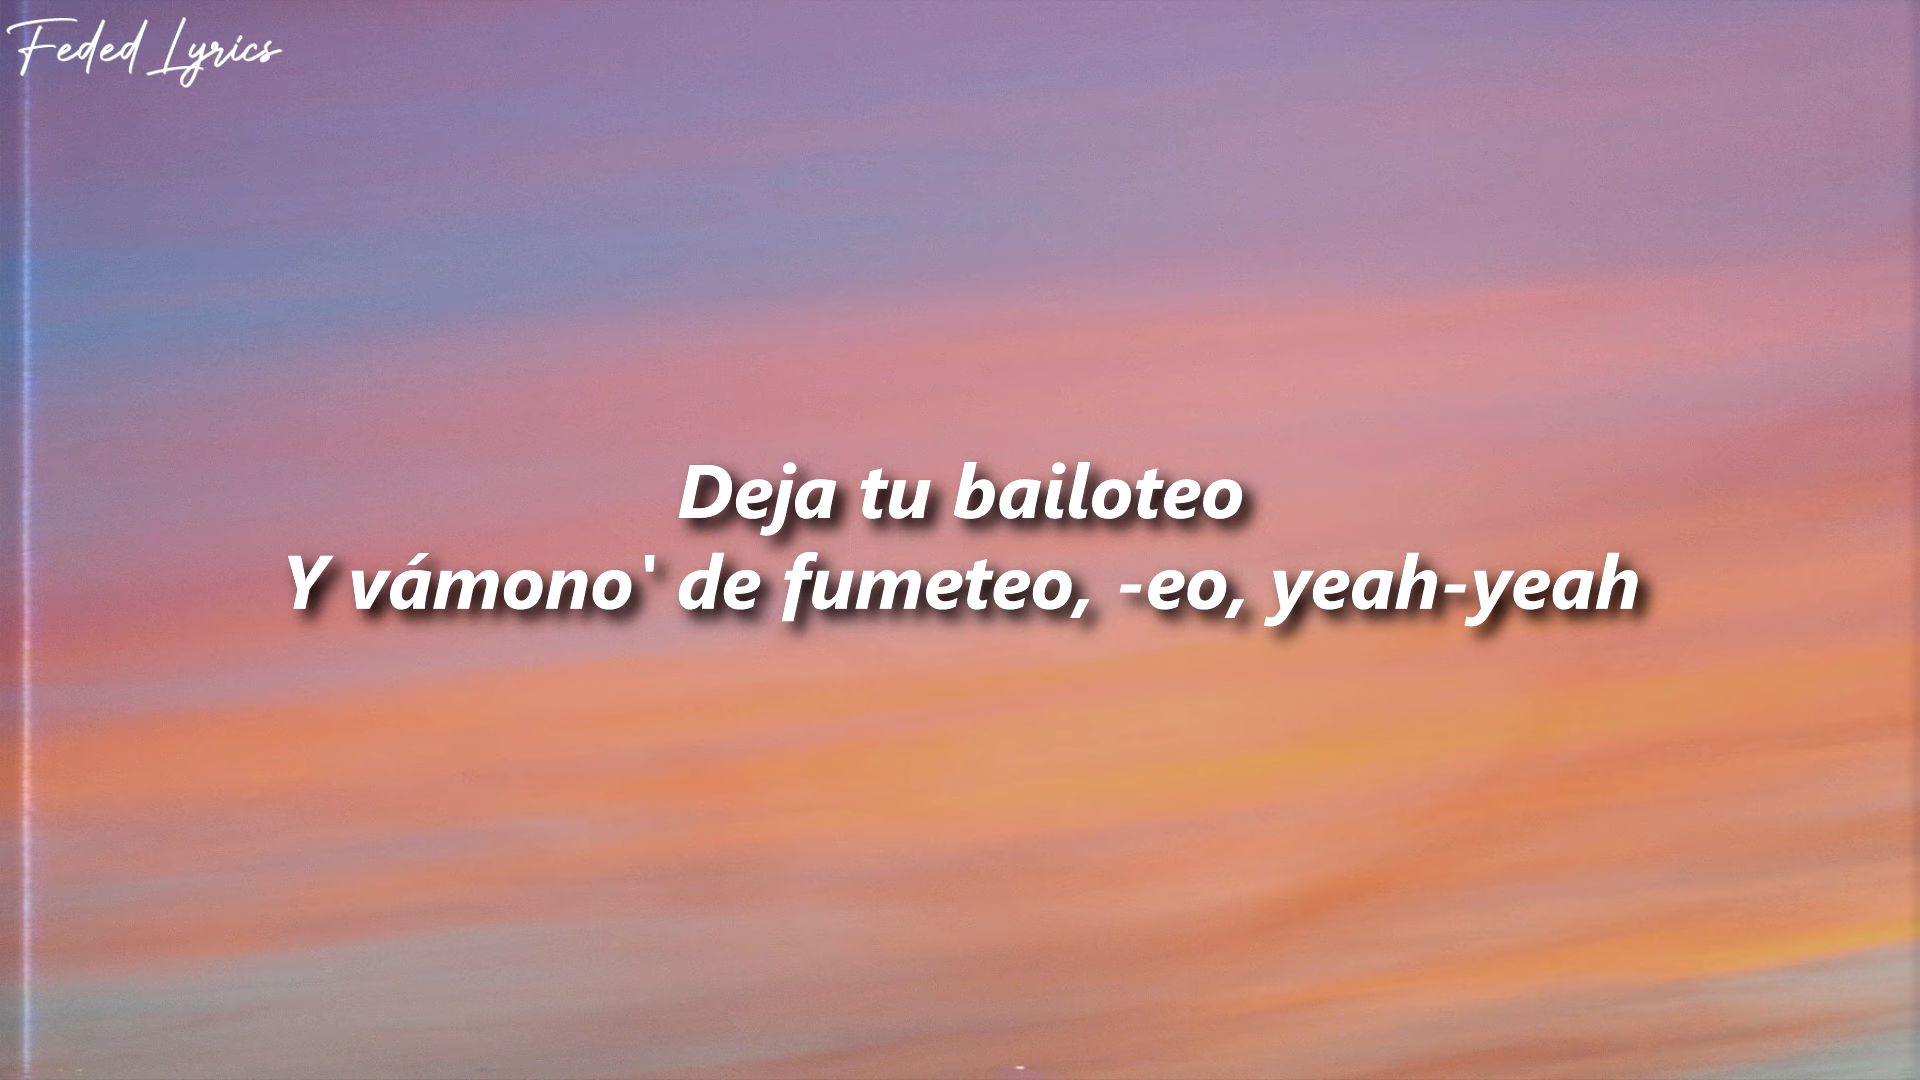 Feded Lyrics
Deja tu bailoteo
Y vámono' de fumeteo, -eo, yeah-yeah